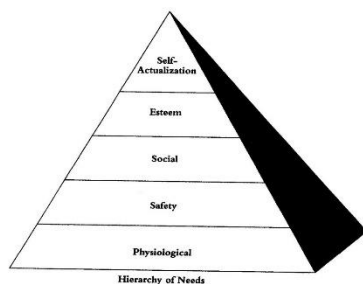 Self-
Actualization
Esteem
Social
Safety
Physiological
Hierarchy of Needs